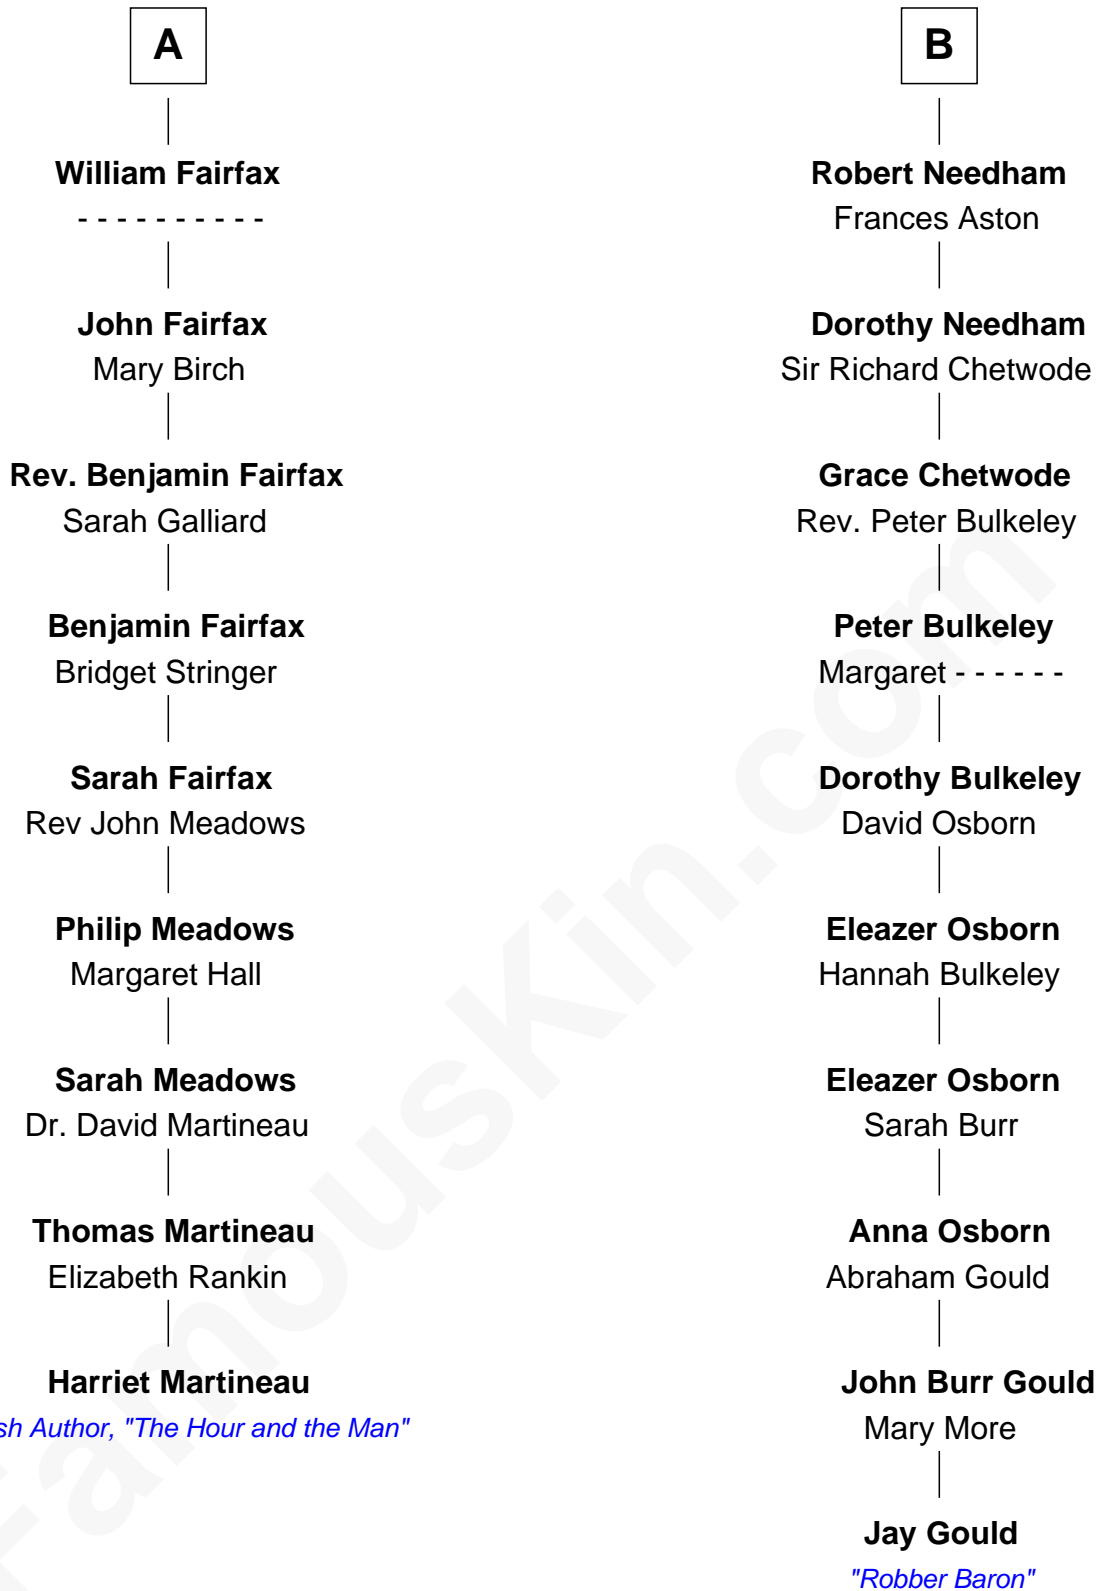 A
William Fairfax
- - - - - - - - - -
John Fairfax
Mary Birch
Rev. Benjamin Fairfax
Sarah Galliard
Benjamin Fairfax
Bridget Stringer
Sarah Fairfax
Rev John Meadows
Philip Meadows
Margaret Hall
Sarah Meadows
Dr. David Martineau
Thomas Martineau
Elizabeth Rankin
Harriet Martineau
sh Author, "The Hour and the Man"
B
Robert Needham
Frances Aston
Dorothy Needham
Sir Richard Chetwode
Grace Chetwode
Rev. Peter Bulkeley
Peter Bulkeley
Margaret - - - - - -
Dorothy Bulkeley
David Osborn
Eleazer Osborn
Hannah Bulkeley
Eleazer Osborn
Sarah Burr
Anna Osborn
Abraham Gould
John Burr Gould
Mary More
Jay Gould
"Robber Baron"
FamousKin.com